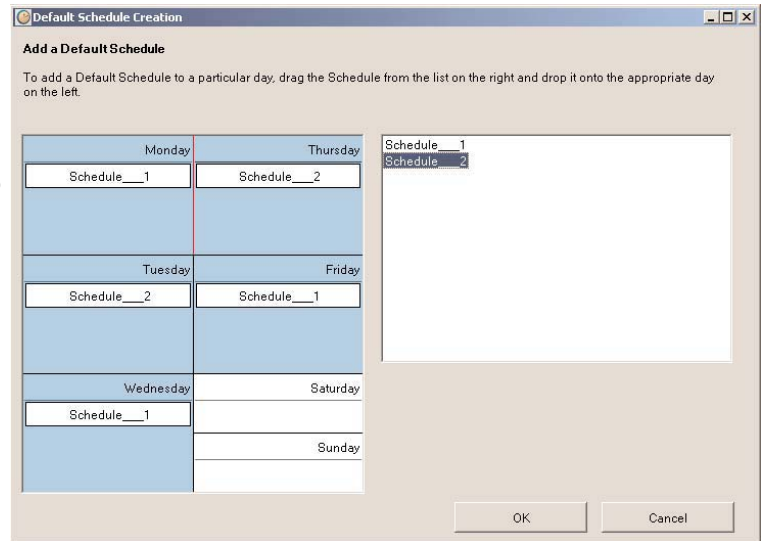 Default Schedule Creation
Add a Default Schedule
To add a Default Schedule to a particular day, drag the Schedule from the list on the right and drop it onto the appropriate day
on the left.
Monday
Thursday
Schedule___1
Schedule___2
Tuesday
Friday
Schedule___2
Schedule___1
Wednesday
Saturday
Schedule___1
Sunday
Schedule___1
Schedule___2
OK
Cancel